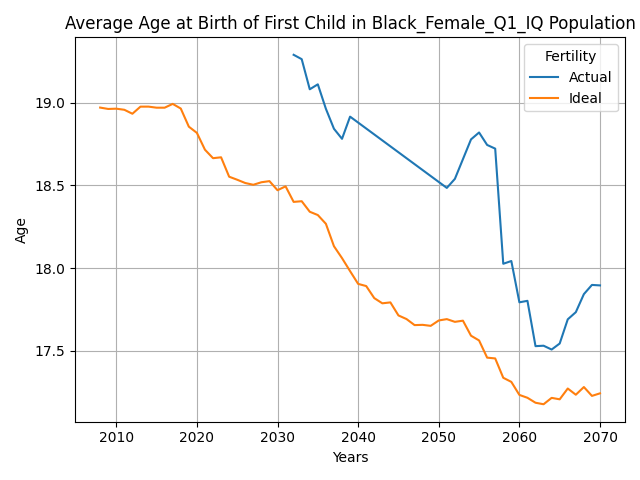 Average Age at Birth of First Child in Black_Female_Q1_IQ Population
Fertility
Actual
Ideal
Age
19.0
18.5
18.0
17.5
2010 2020 2030 2040 2050 2060 2070
Years